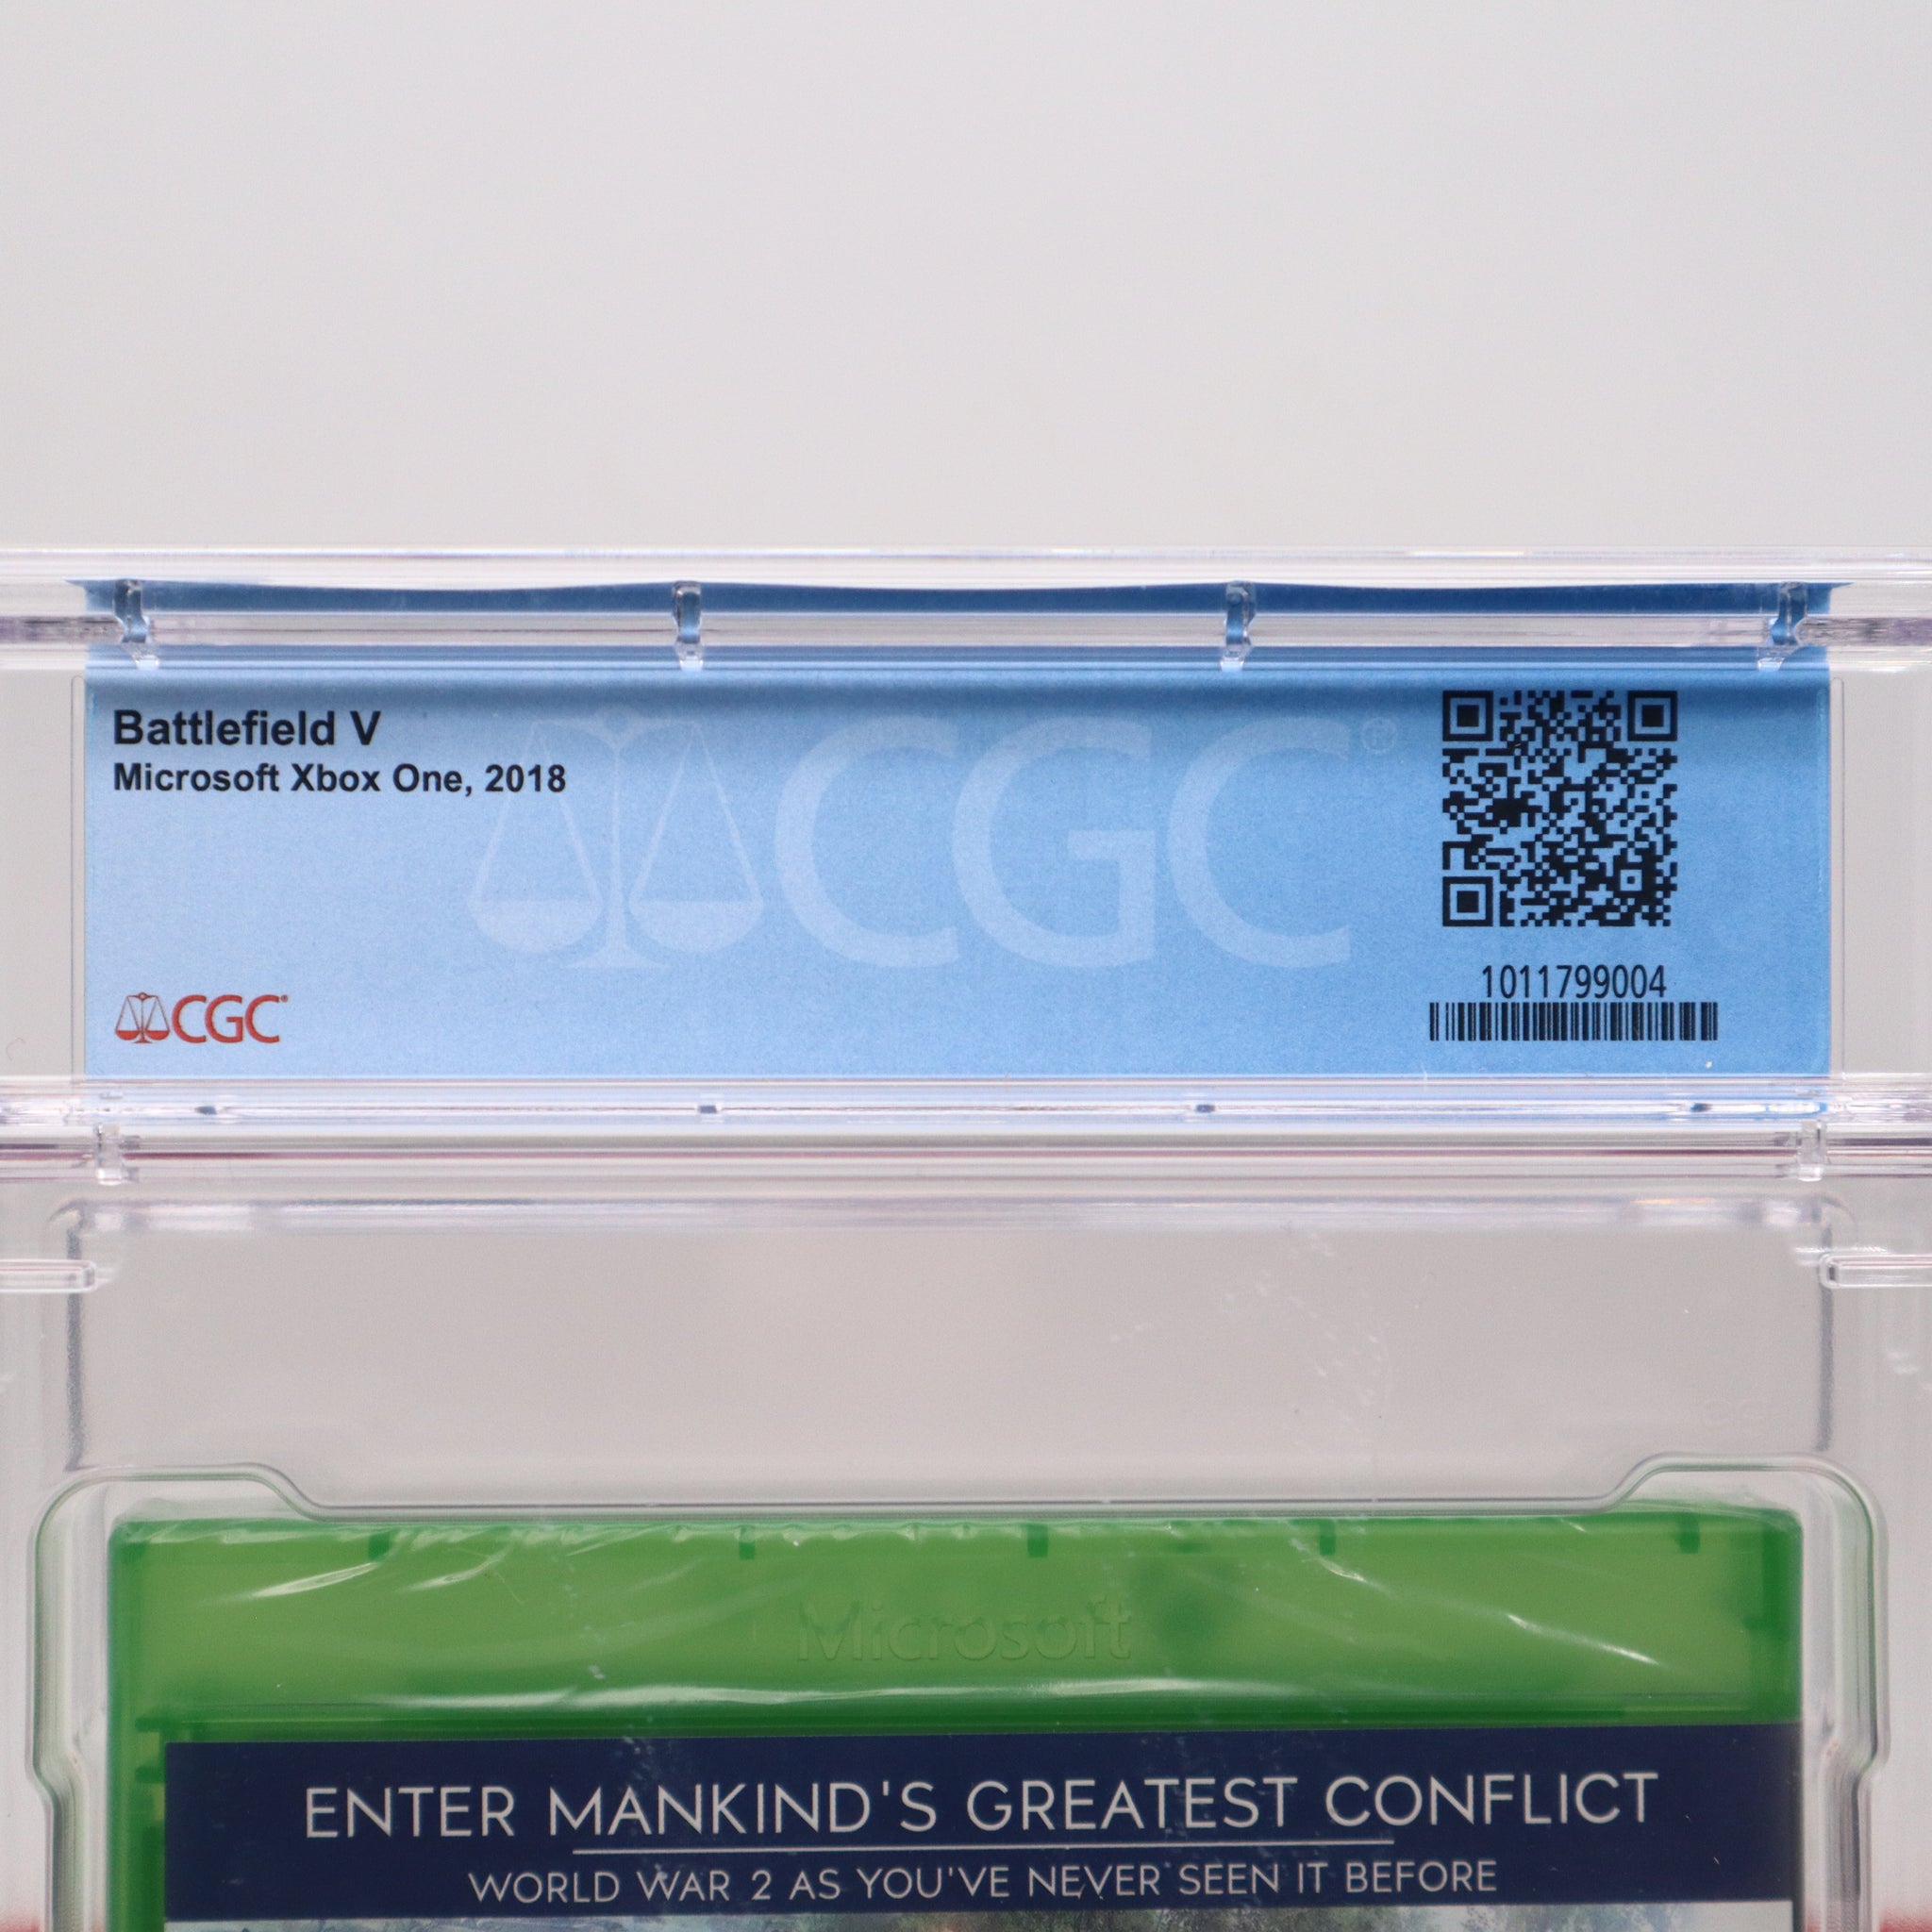 Battlefield V
Microsoft Xbox One, 2018
CGC®
1011799004
CGC®
Microsoft
ENTER MANKIND'S GREATEST CONFLICT
WORLD WAR 2 AS YOU'VE NEVER SEEN IT BEFORE